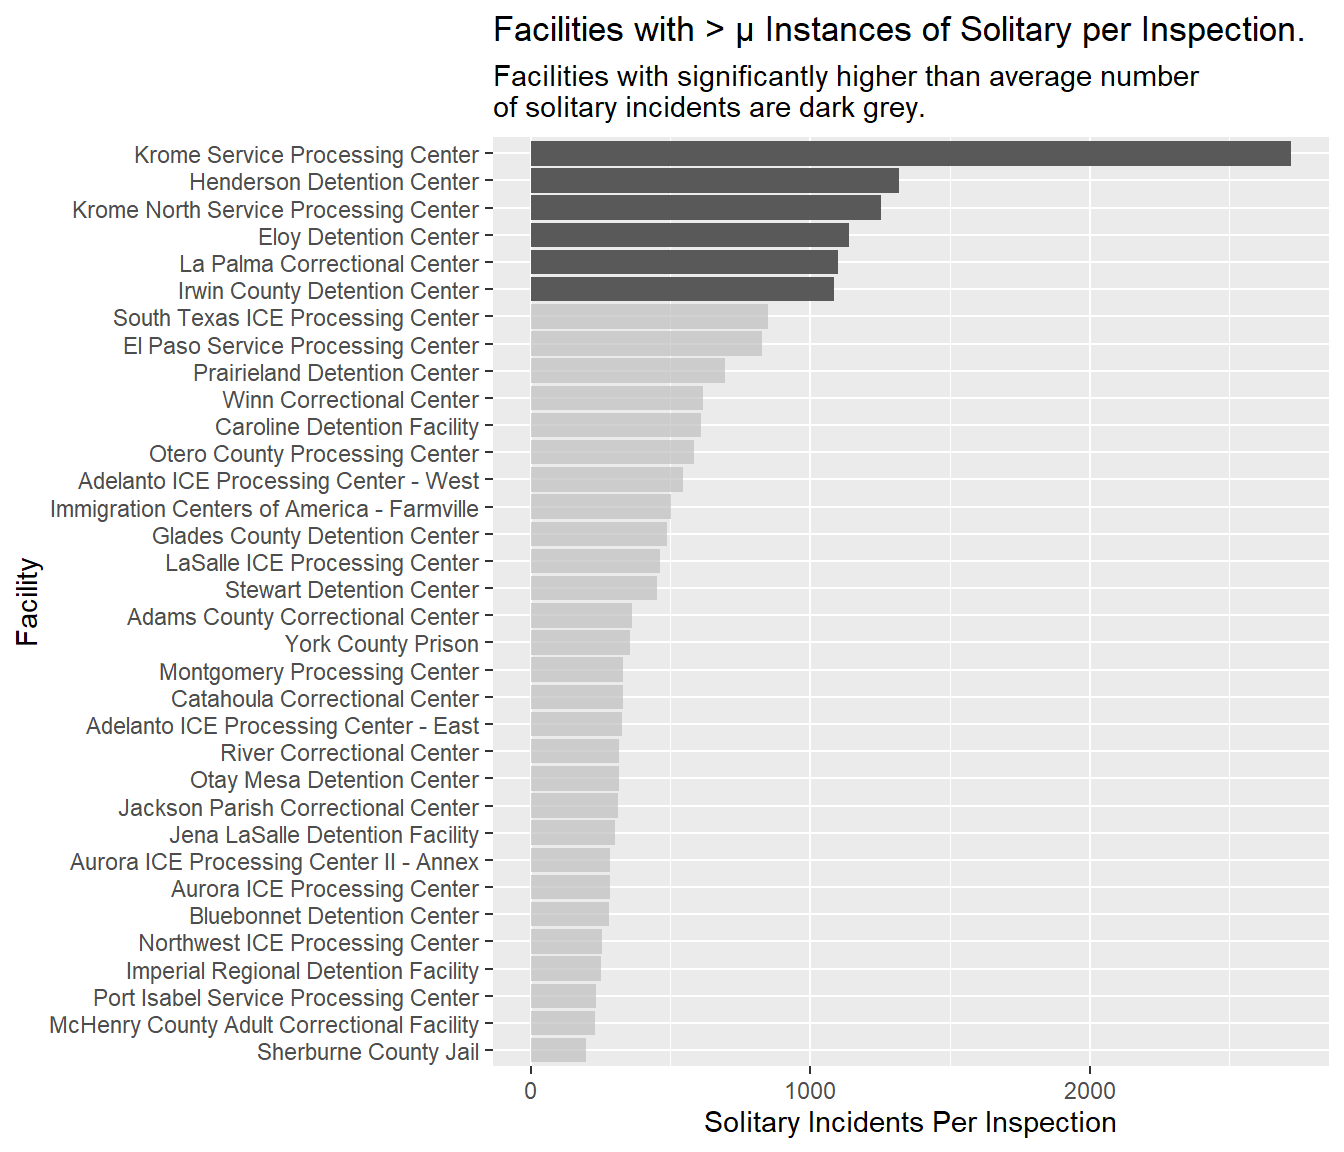 Facilities with > μ Instances of Solitary per Inspection.
Facilities with significantly higher than average number
of solitary incidents are dark grey.
Facility
Krome Service Processing Center
Henderson Detention Center
Krome North Service Processing Center
Eloy Detention Center
La Palma Correctional Center
Irwin County Detention Center
South Texas ICE Processing Center
El Paso Service Processing Center
Prairieland Detention Center
Winn Correctional Center
Caroline Detention Facility
Otero County Processing Center
Adelanto ICE Processing Center - West
Immigration Centers of America - Farmville
Glades County Detention Center
LaSalle ICE Processing Center
Stewart Detention Center
Adams County Correctional Center
York County Prison
Montgomery Processing Center
Catahoula Correctional Center
Adelanto ICE Processing Center - East
River Correctional Center
Otay Mesa Detention Center
Jackson Parish Correctional Center
Jena LaSalle Detention Facility
Aurora ICE Processing Center II - Annex
Aurora ICE Processing Center
Bluebonnet Detention Center
Northwest ICE Processing Center
Imperial Regional Detention Facility
Port Isabel Service Processing Center
McHenry County Adult Correctional Facility
Sherburne County Jail
0 1000 2000
Solitary Incidents Per Inspection